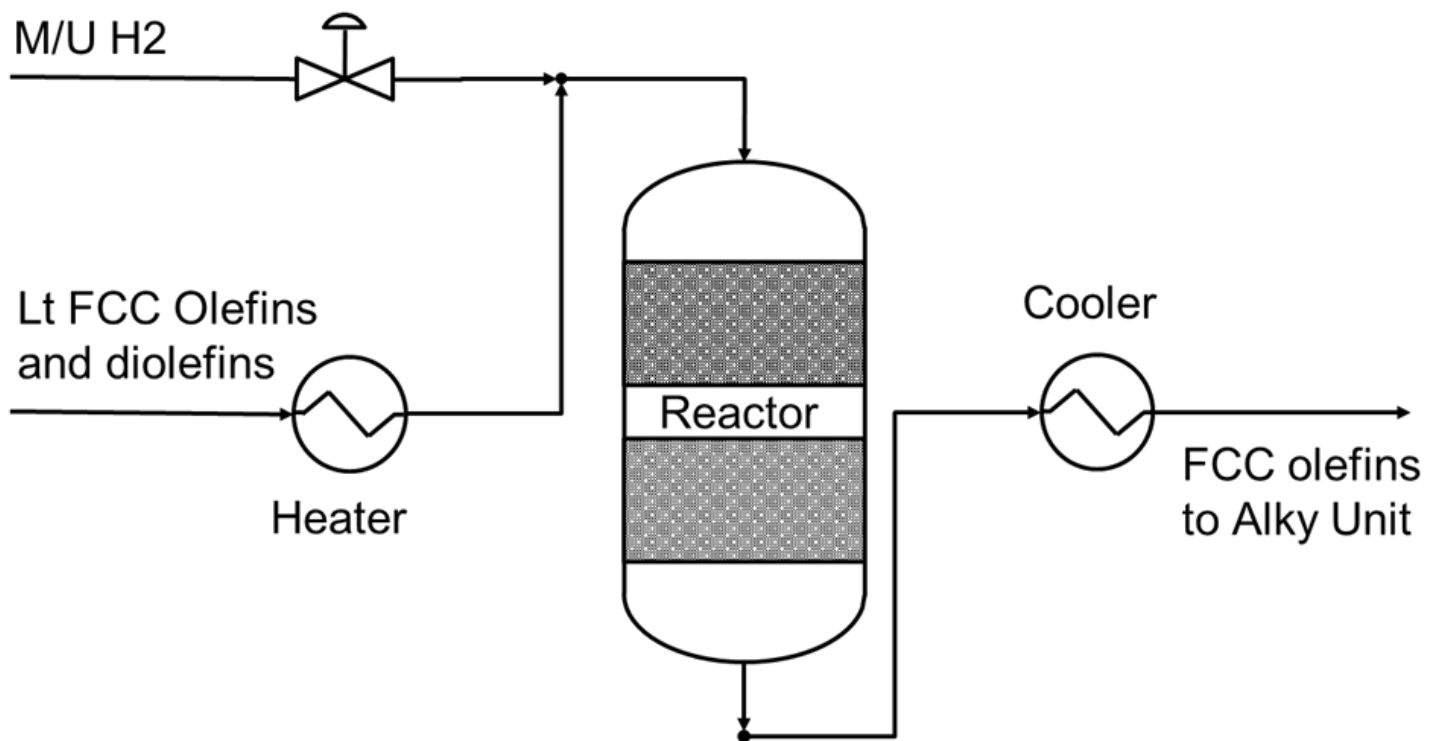 M/U H2
Lt FCC Olefins
and diolefins
Heater
Reactor
Cooler
FCC olefins
to Alky Unit